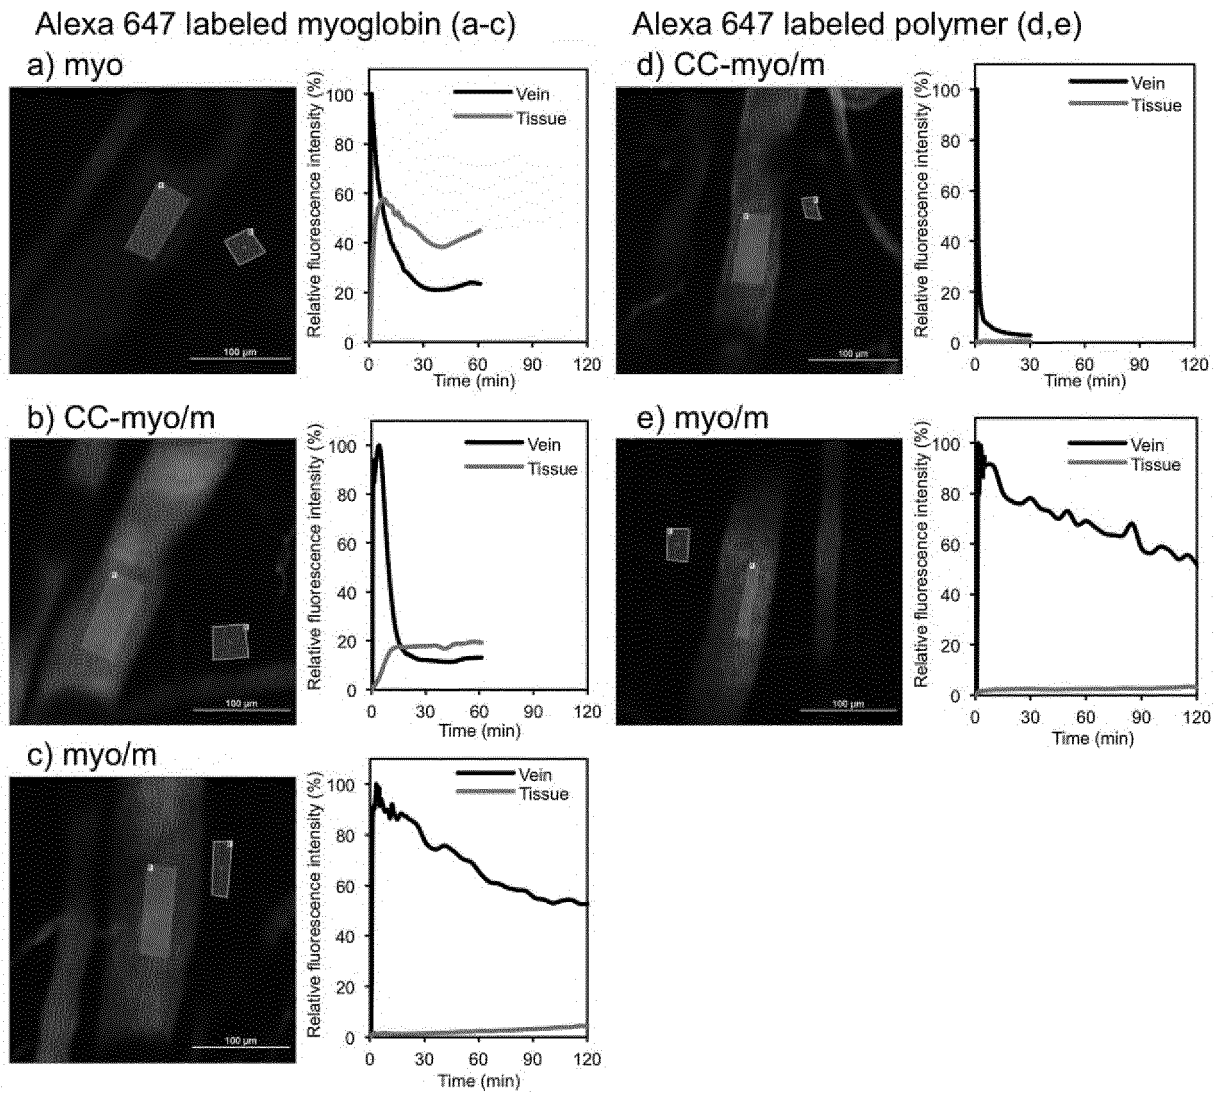 Alexa 647 labeled myoglobin (a-c)
Alexa 647 labeled polymer (d,e)
a) myo
100 µm
Relative fluorescence intensity (%)
100
80
60
40
20
0
Vein
Tissue
0 30 60 90 120
Time (min)
d) CC-myo/m
100 µm
Relative fluorescence intensity (%)
100
80
60
40
20
0
Vein
Tissue
0 30 60 90 120
Time (min)
b) CC-myo/m
100 µm
Relative fluorescence intensity (%)
100
80
60
40
20
0
Vein
Tissue
0 30 60 90 120
Time (min)
e) myo/m
100 µm
Relative fluorescence intensity (%)
100
80
60
40
20
0
Vein
Tissue
0 30 60 90 120
Time (min)
c) myo/m
100 µm
Relative fluorescence intensity (%)
100
80
60
40
20
0
Vein
Tissue
0 30 60 90 120
Time (min)